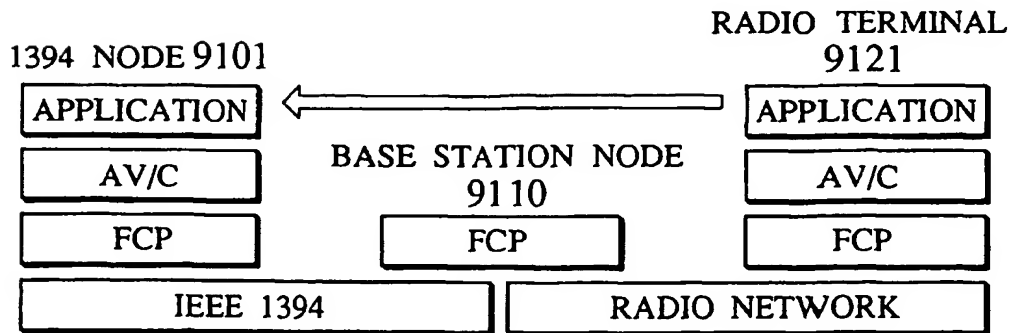 RADIO TERMINAL
9121
1394 NODE 9101
APPLICATION
APPLICATION
BASE STATION NODE
9110
AV/C
AV/C
FCP
FCP
FCP
IEEE 1394
RADIO NETWORK